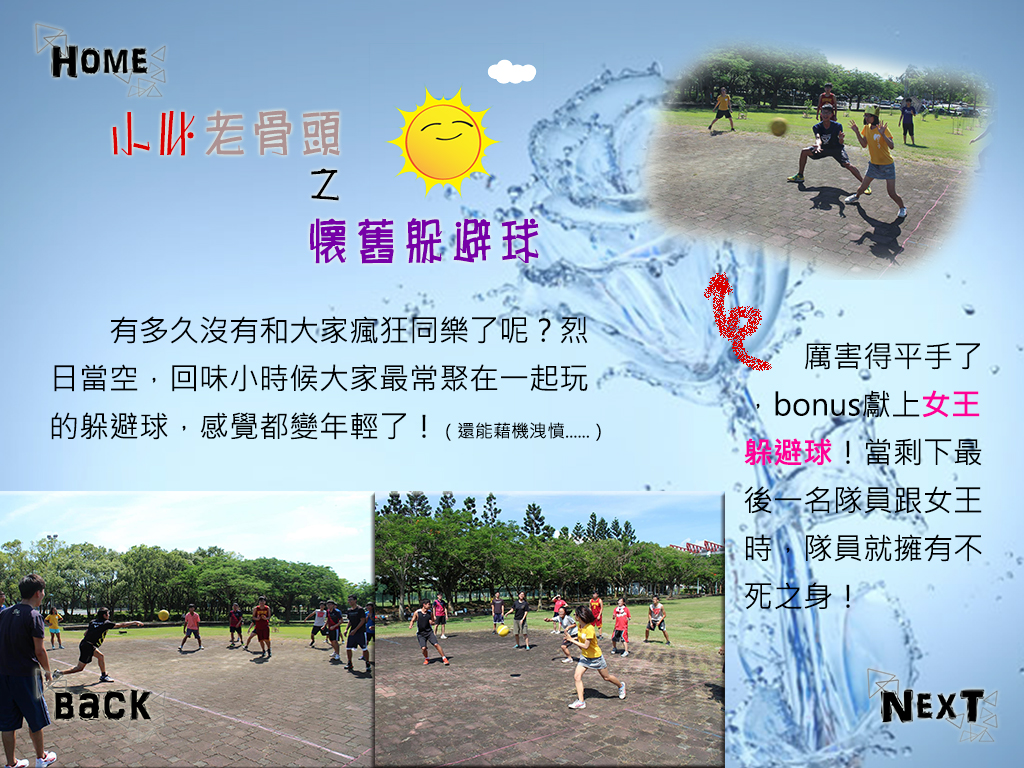 HOME
小收老骨頭
之
懷舊躲避球
有多久沒有和大家瘋狂同樂了呢？烈
日當空，回味小時候大家最常聚在一起玩
的躲避球，感覺都變年輕了！（還能藉機洩憤......）
厲害得平手了
，bonus獻上女王
躲避球！當剩下最
後一名隊員跟女王
時，隊員就擁有不
死之身！
BACK
NEXT